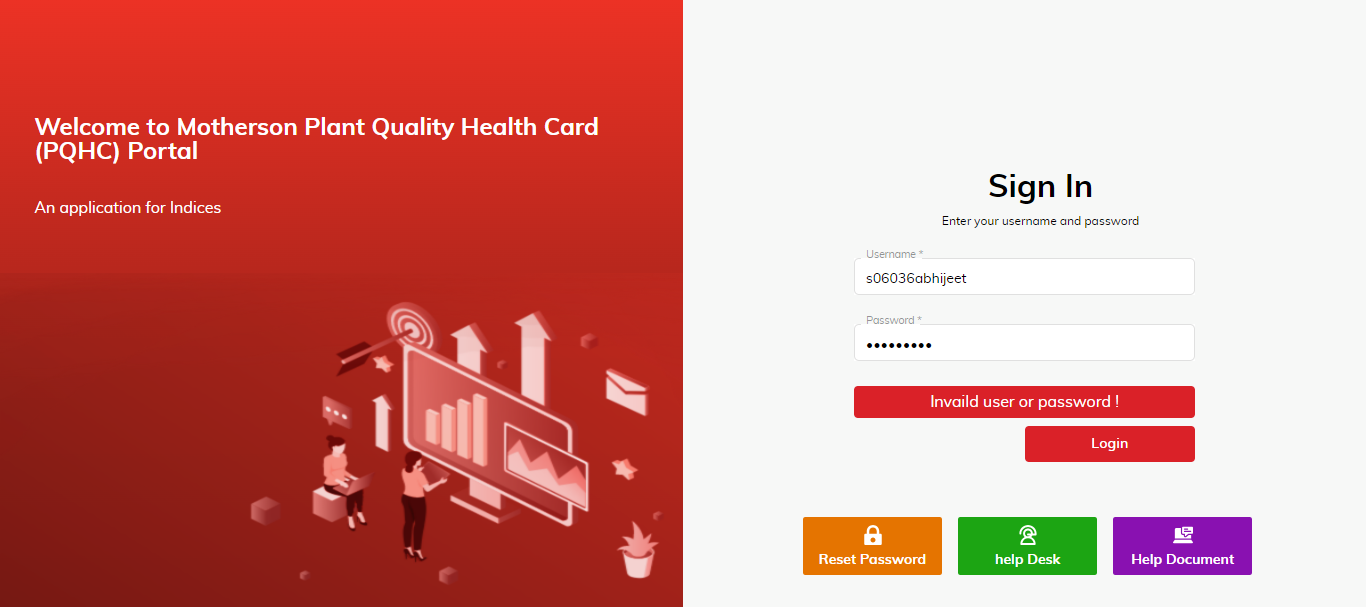 Welcome to Motherson Plant Quality Health Card
(PQHC) Portal
An application for Indices
Sign In
Enter your username and password
Username *
s06036abhijeet
Password *
•••••••••
Invaild user or password !
Login
Reset Password
help Desk
Help Document